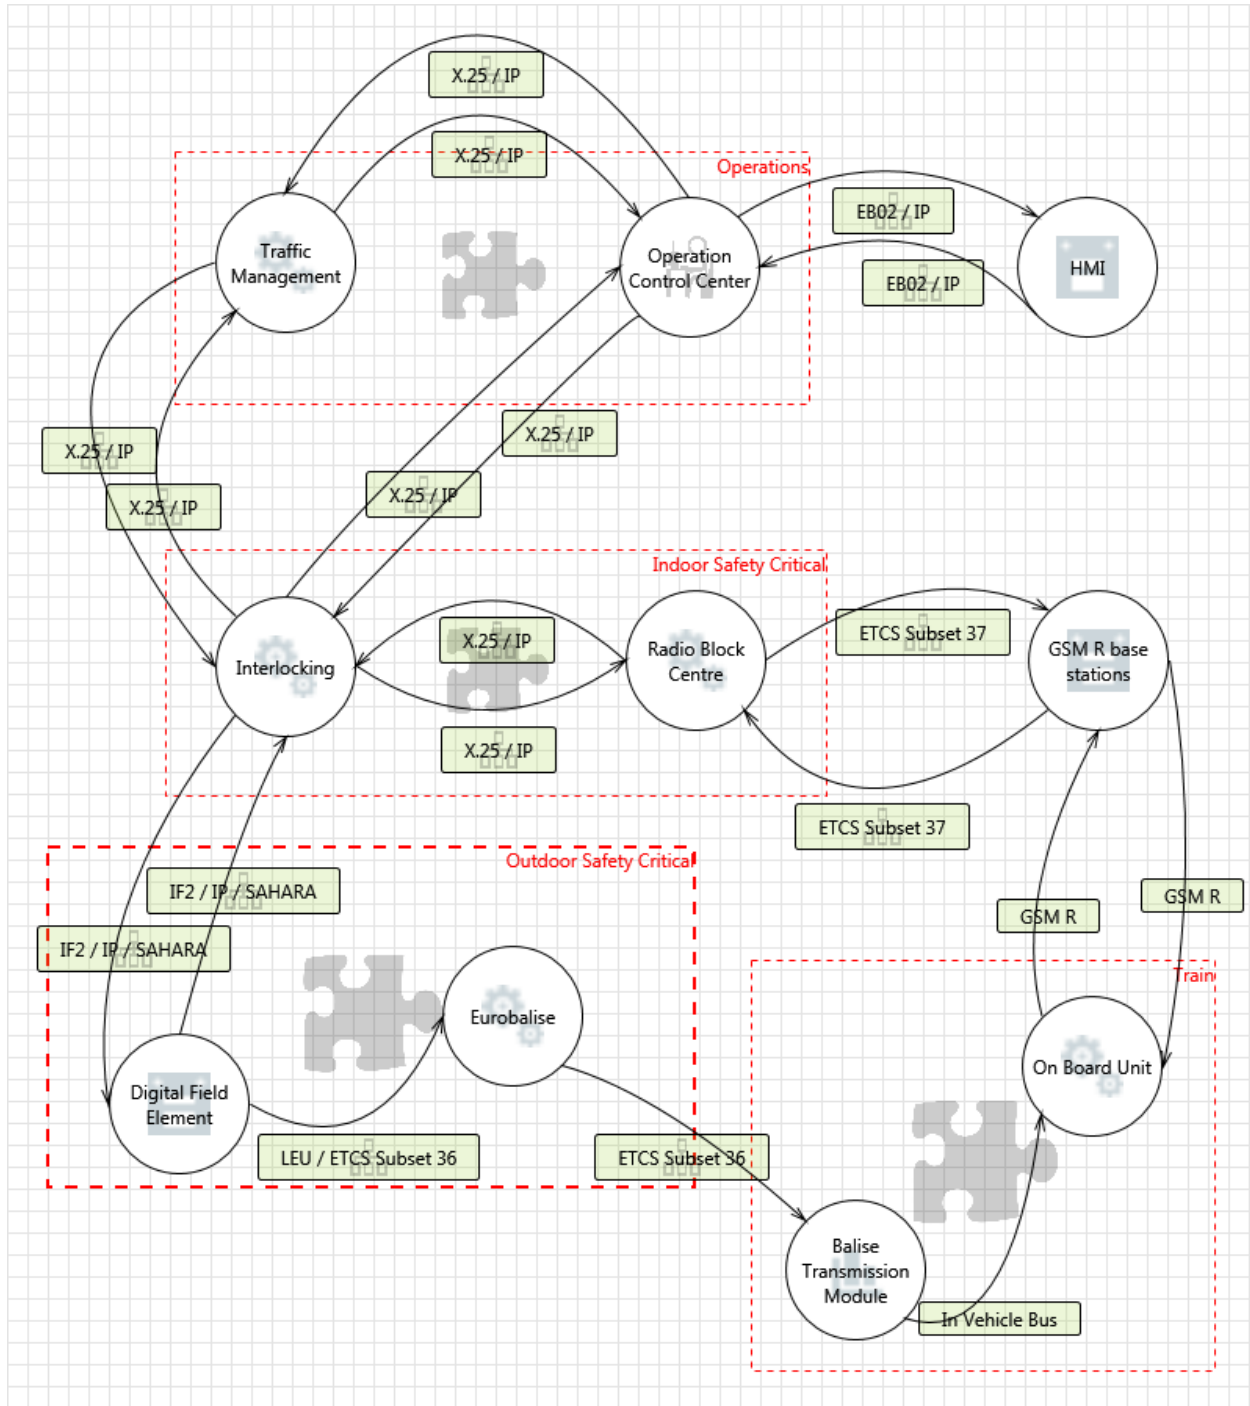 X.25 / IP
X.25 / IP
Operations
EB02 / IP
Traffic
Management
Operation
Control Center
HMI
EB02 / IP
X.25 / IP
X.25 / IP
X.25 / IP
X.25 / IP
Indoor Safety Critical
X.25 / IP
ETCS Subset 37
Interlocking
Radio Block
Centre
GSM R base
stations
X.25 / IP
ETCS Subset 37
Outdoor Safety Critical
IF2 / IP / SAHARA
GSM R
GSM R
IF2 / IP / SAHARA
Train
Eurobalise
On Board Unit
Digital Field
Element
LEU / ETCS Subset 36
ETCS Subset 36
Balise
Transmission
Module
In Vehicle Bus